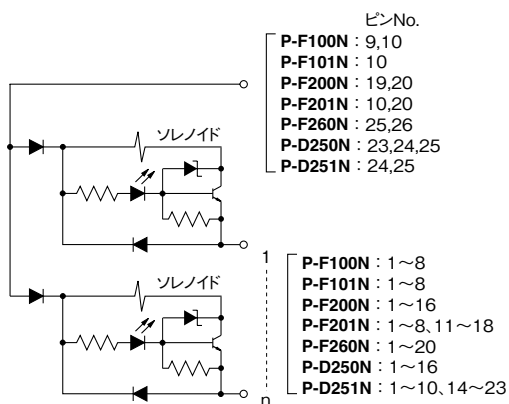 ピンNo.
P-F100N：9,10
P-F101N：10
P-F200N：19,20
P-F201N：10,20
P-F260N：25,26
P-D250N：23,24,25
P-D251N：24,25
ソレノイド
1
ソレノイド
n
P-F100N：1～8
P-F101N：1～8
P-F200N：1～16
P-F201N：1～8、11～18
P-F260N：1～20
P-D250N：1～16
P-D251N：1～10、14～23